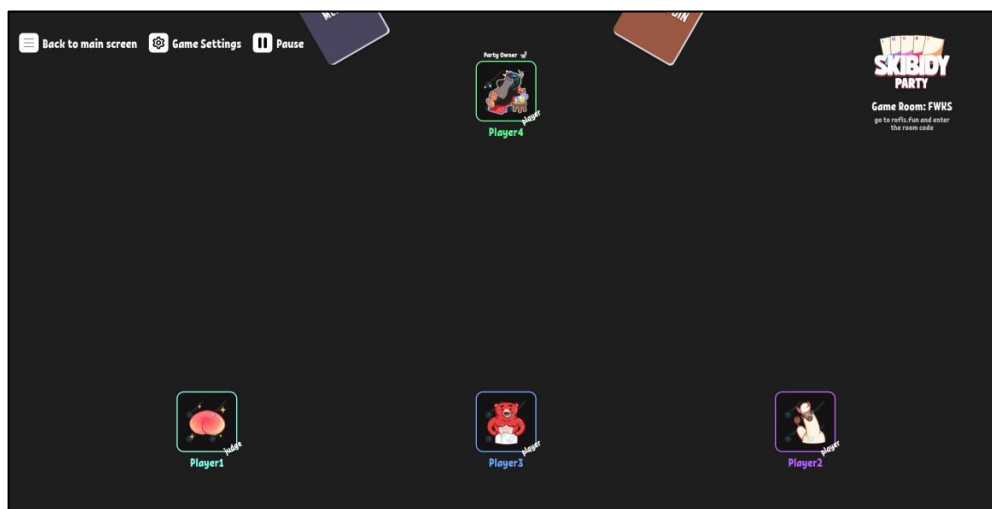 Back to main screen
Game Settings
Pause
SKIBIDY
PARTY
Game Room: FWKS
go to rofls.fun and enter
the room code
Party Owner
player
Player4
judge
Player1
player
Player3
player
Player2